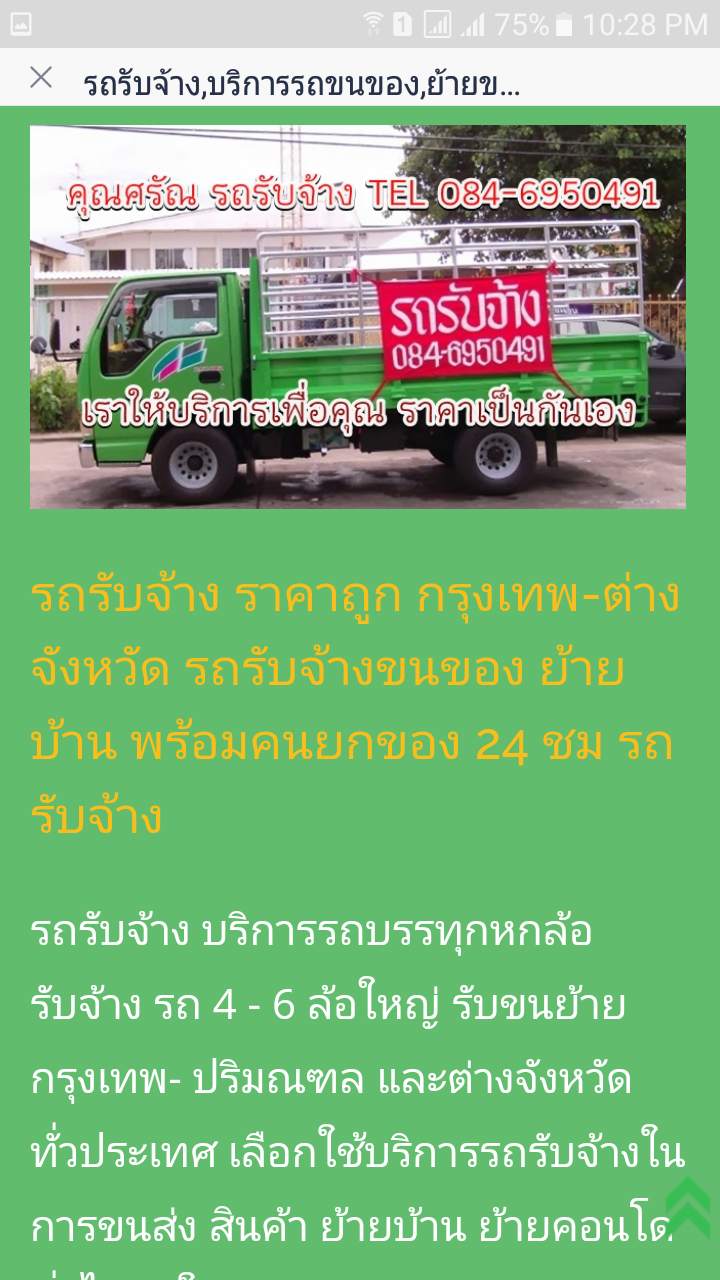 75% 10:28 PM
รถรับจ้าง,บริการรถขนของ,ย้ายข...
คุณศรัณ รถรับจ้าง TEL 084-6950491
รถรับจ้าง
084-6950491
เราให้บริการเพื่อคุณ ราคาเป็นกันเอง
รถรับจ้าง ราคาถูก กรุงเทพ-ต่าง
จังหวัด รถรับจ้างขนของ ย้าย
บ้าน พร้อมคนยกของ 24 ชม รถ
รับจ้าง
รถรับจ้าง บริการรถบรรทุกหกล้อ
รับจ้าง รถ 4 - 6 ล้อใหญ่ รับขนย้าย
กรุงเทพ- ปริมณฑล และต่างจังหวัด
ทั่วประเทศ เลือกใช้บริการรถรับจ้างใน
การขนส่ง สินค้า ย้ายบ้าน ย้ายคอนโด